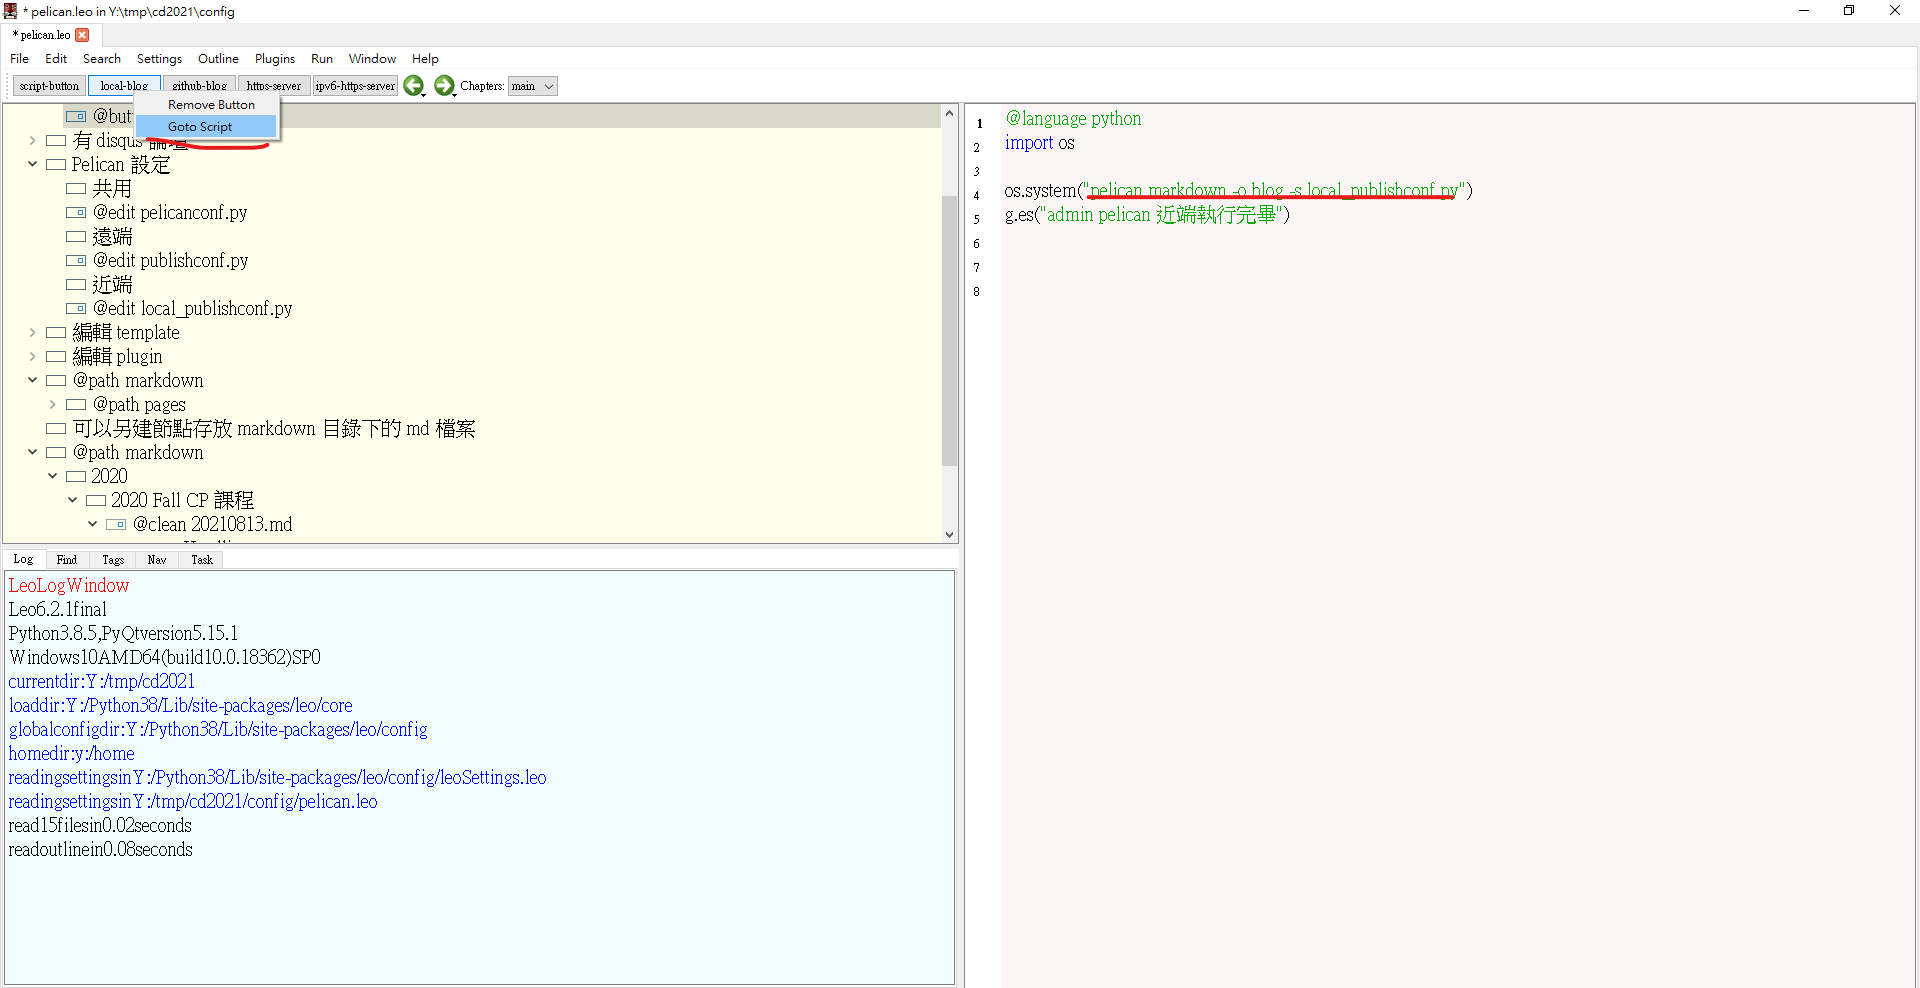 * pelican.leo in Y:\tmp\cd2021\config
* pelican.leo
File Edit Search Settings Outline Plugins Run Window Help
script-button local-blog github-blog https-server ipv6-https-server Chapters: main
Remove Button
Goto Script
@but
有 disqus 論壇
Pelican 設定
共用
@edit pelicanconf.py
遠端
@edit publishconf.py
近端
@edit local_publishconf.py
編輯 template
編輯 plugin
@path markdown
@path pages
可以另建節點存放 markdown 目錄下的 md 檔案
@path markdown
2020
2020 Fall CP 課程
@clean 20210813.md
1 @language python
2 import os
3
4 os.system("pelican markdown -o blog -s local_publishconf.py")
5 g.es("admin pelican 近端執行完畢")
6
7
8
Log Find Tags Nav Task
LeoLogWindow
Leo6.2.1final
Python3.8.5,PyQtversion5.15.1
Windows10AMD64(build10.0.18362)SP0
currentdir:Y:/tmp/cd2021
loaddir:Y:/Python38/Lib/site-packages/leo/core
globalconfigdir:Y:/Python38/Lib/site-packages/leo/config
homedir:y:/home
readingsettingsinY:/Python38/Lib/site-packages/leo/config/leoSettings.leo
readingsettingsinY:/tmp/cd2021/config/pelican.leo
read15filesin0.02seconds
readoutlinein0.08seconds